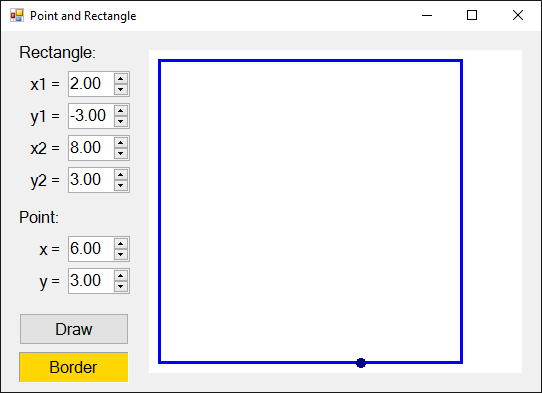 Point and Rectangle
Rectangle:
x1 = 2.00
y1 = -3.00
x2 = 8.00
y2 = 3.00
Point:
x = 6.00
y = 3.00
Draw
Border